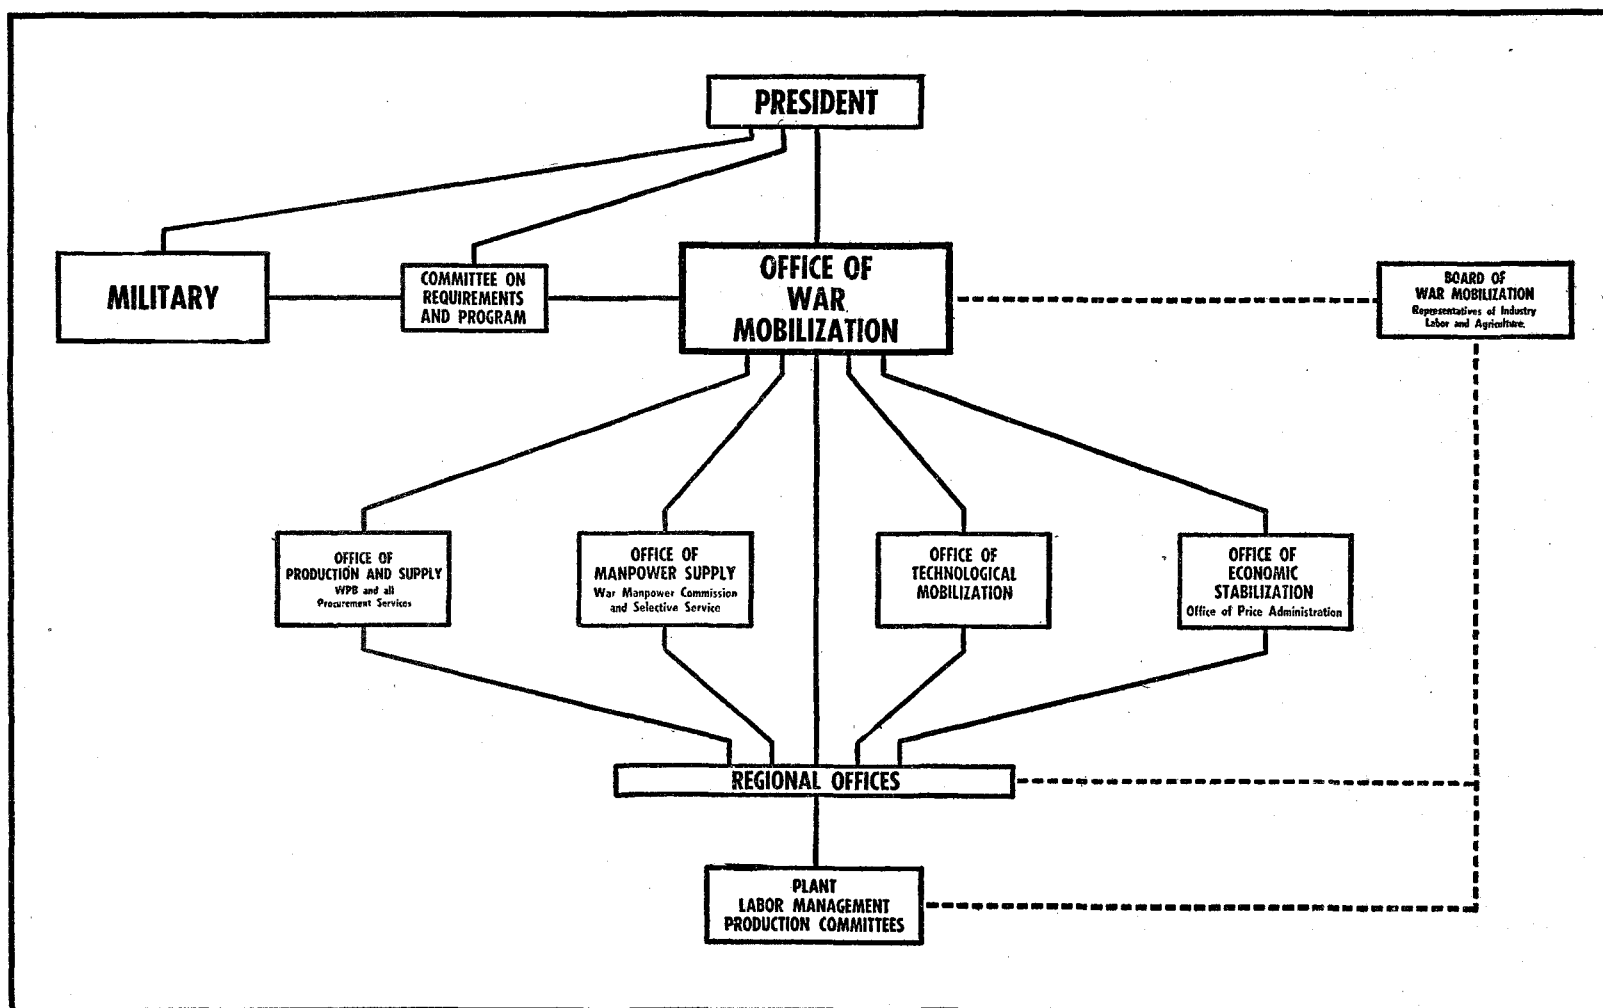 PRESIDENT
MILITARY
COMMITTEE ON
REQUIREMENTS
AND PROGRAM
OFFICE OF
WAR
MOBILIZATION
BOARD OF
WAR MOBILIZATION
Representatives of Industry
Labor and Agriculture.
OFFICE OF
PRODUCTION AND SUPPLY
WPB and all
Procurement Services
OFFICE OF
MANPOWER SUPPLY
War Manpower Commission
and Selective Service
OFFICE OF
TECHNOLOGICAL
MOBILIZATION
OFFICE OF
ECONOMIC
STABILIZATION
Office of Price Administration
REGIONAL OFFICES
PLANT
LABOR MANAGEMENT
PRODUCTION COMMITTEES